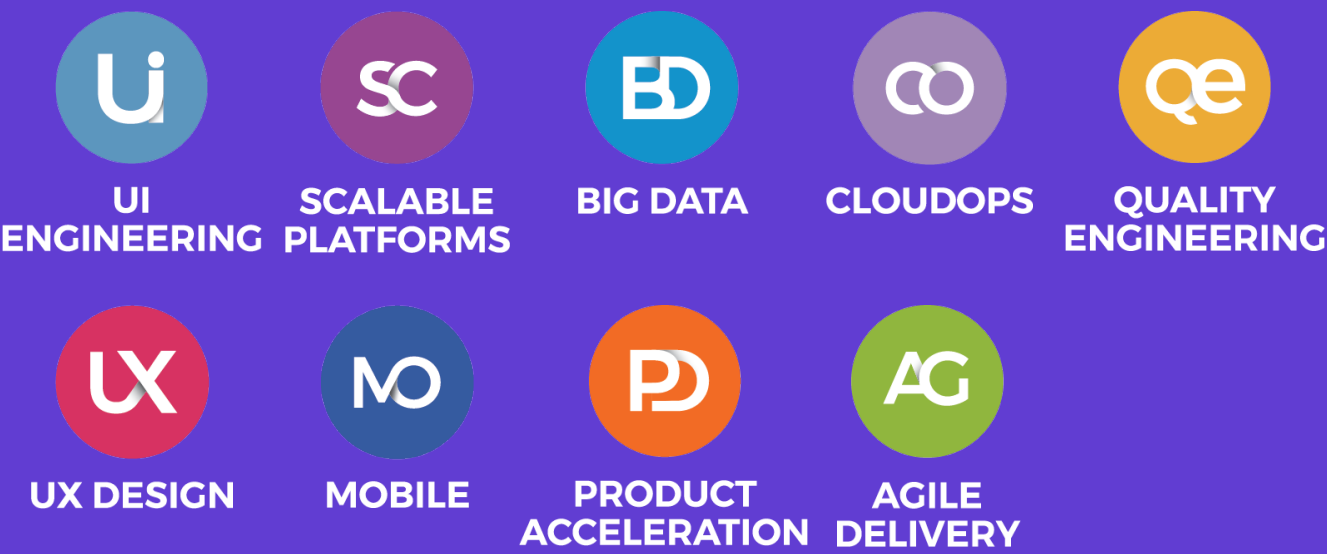 Ui
UI
ENGINEERING
SC
SCALABLE
PLATFORMS
BD
BIG DATA
CO
CLOUDOPS
Qe
QUALITY
ENGINEERING
UX
UX DESIGN
MO
MOBILE
PD
PRODUCT
ACCELERATION
AG
AGILE
DELIVERY